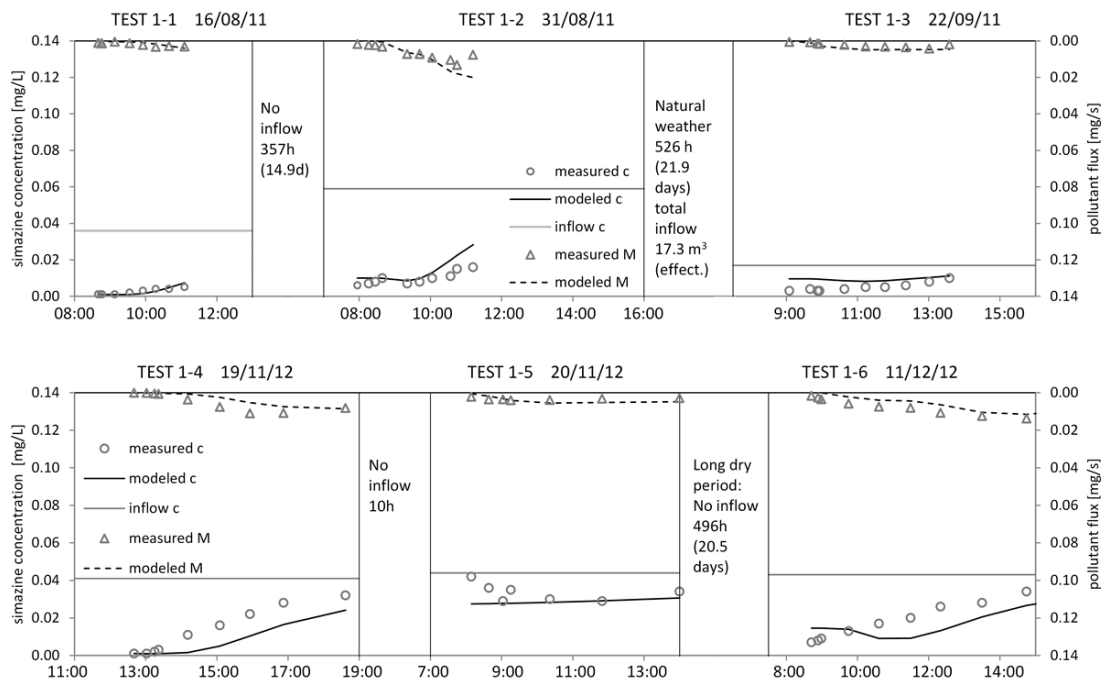 TEST 1-1 16/08/11
TEST 1-2 31/08/11
TEST 1-3 22/09/11
simazine concentration [mg/L]
0.14
0.12
0.10
0.08
0.06
0.04
0.02
0.00
08:00
10:00
12:00
No
inflow
357h
(14.9d)
measured c
modeled c
inflow c
measured M
modeled M
08:00
10:00
12:00
14:00
16:00
Natural
weather
526 h
(21.9
days)
total
inflow
17.3 m³
(effect.)
9:00
11:00
13:00
15:00
0.00
0.02
0.04
0.06
0.08
0.10
0.12
0.14
pollutant flux [mg/s]
TEST 1-4 19/11/12
TEST 1-5 20/11/12
TEST 1-6 11/12/12
simazine concentration [mg/L]
0.14
0.12
0.10
0.08
0.06
0.04
0.02
0.00
measured c
modeled c
inflow c
measured M
modeled M
11:00
13:00
15:00
17:00
19:00
No
inflow
10h
7:00
9:00
11:00
13:00
Long dry
period:
No inflow
496h
(20.5
days)
8:00
10:00
12:00
14:00
0.00
0.02
0.04
0.06
0.08
0.10
0.12
0.14
pollutant flux [mg/s]